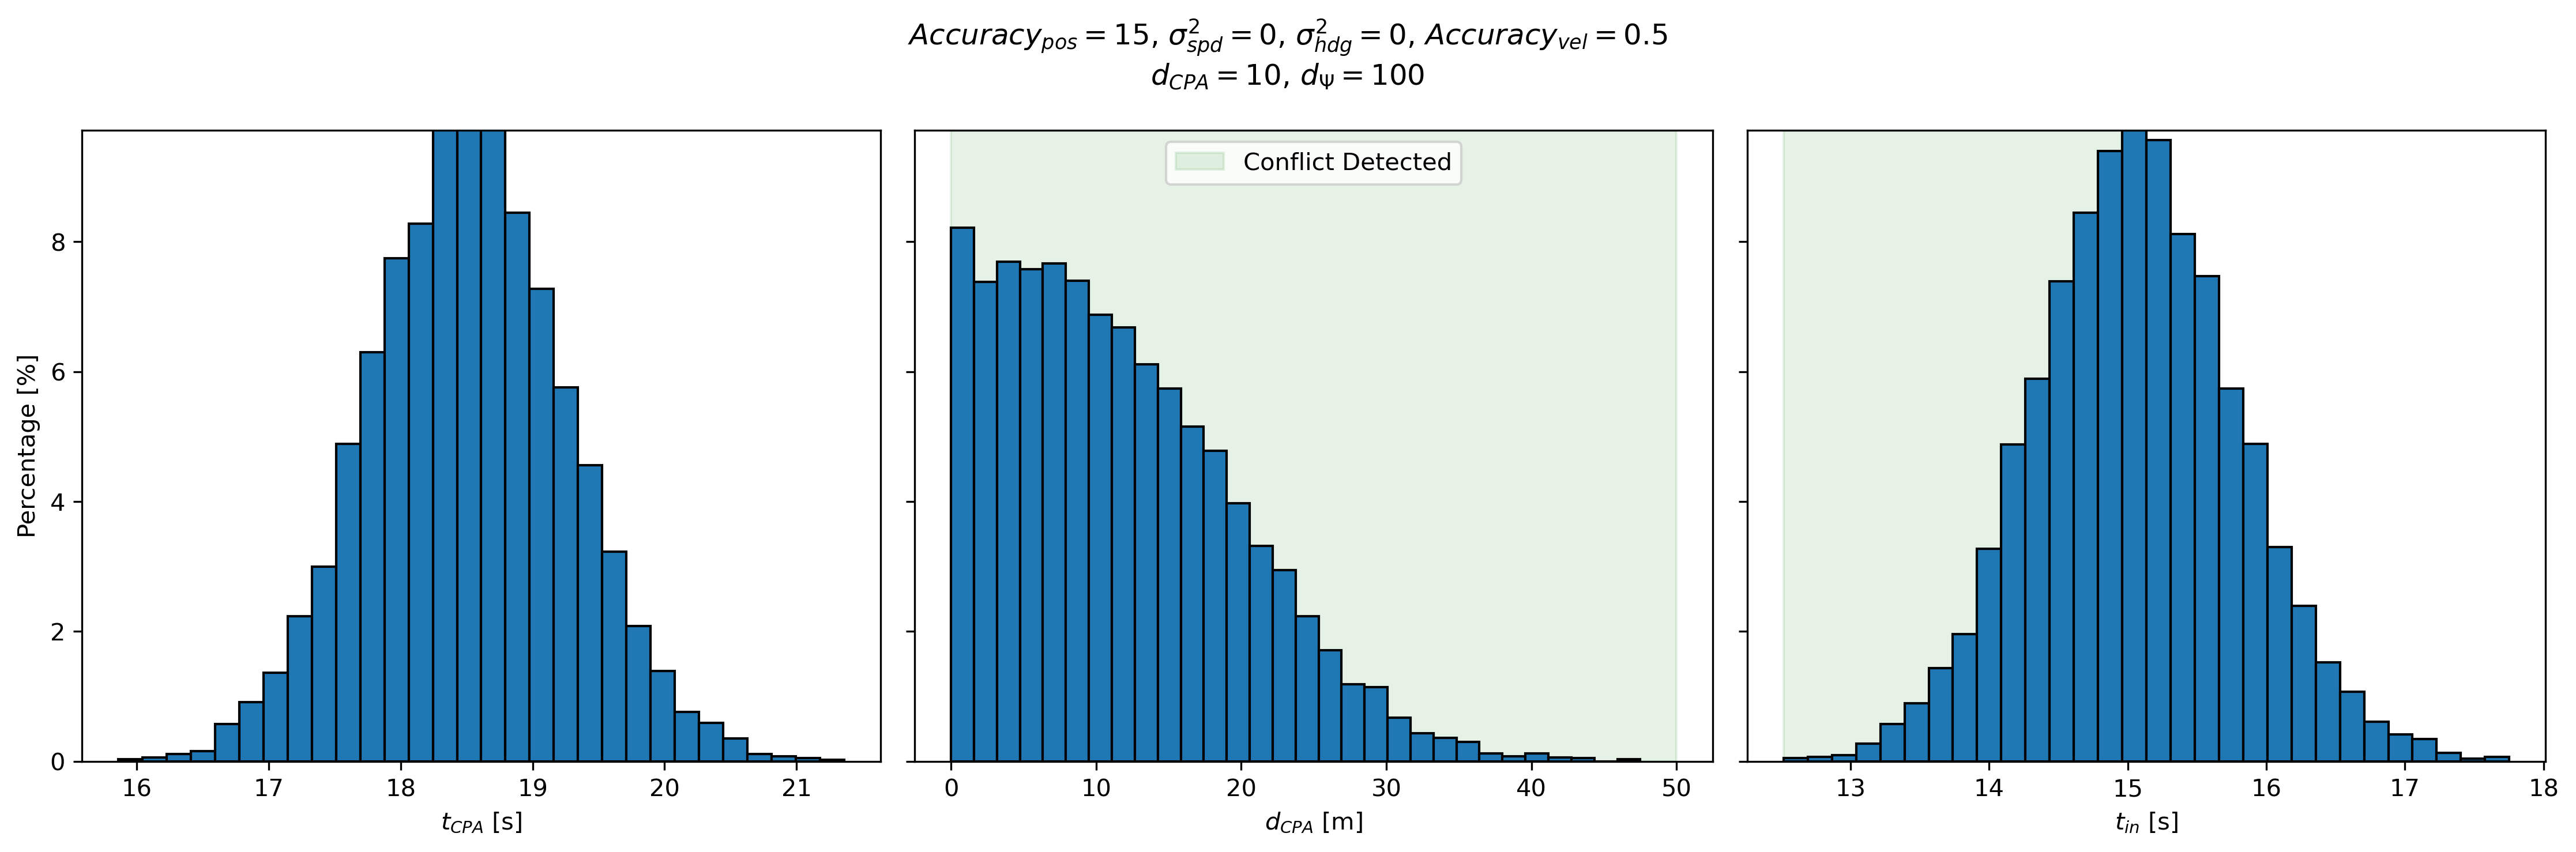 Accuracy_pos = 15, σ²_spd = 0, σ²_hdg = 0, Accuracy_vel = 0.5
d_CPA = 10, d_Ψ = 100
Percentage [%]
8
6
4
2
0
16 17 18 19 20 21
t_CPA [s]
Conflict Detected
0 10 20 30 40 50
d_CPA [m]
13 14 15 16 17 18
t_in [s]